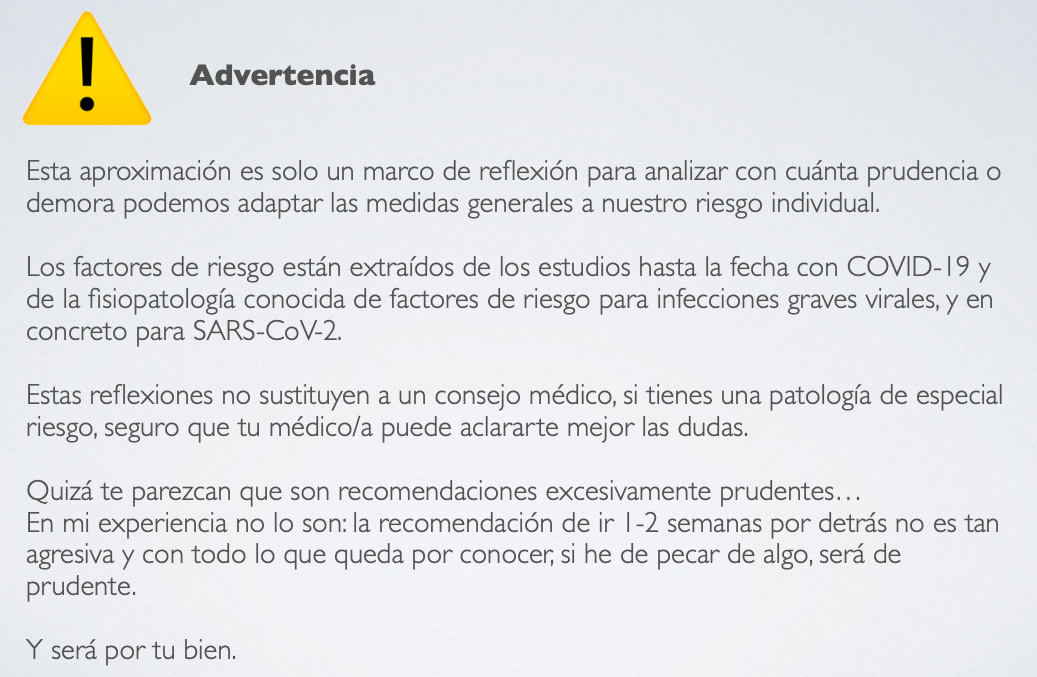 Advertencia
Esta aproximación es solo un marco de reflexión para analizar con cuánta prudencia o
demora podemos adaptar las medidas generales a nuestro riesgo individual.
Los factores de riesgo están extraídos de los estudios hasta la fecha con COVID-19 y
de la fisiopatología conocida de factores de riesgo para infecciones graves virales, y en
concreto para SARS-CoV-2.
Estas reflexiones no sustituyen a un consejo médico, si tienes una patología de especial
riesgo, seguro que tu médico/a puede aclararte mejor las dudas.
Quizá te parezcan que son recomendaciones excesivamente prudentes…
En mi experiencia no lo son: la recomendación de ir 1-2 semanas por detrás no es tan
agresiva y con todo lo que queda por conocer, si he de pecar de algo, será de
prudente.
Y será por tu bien.